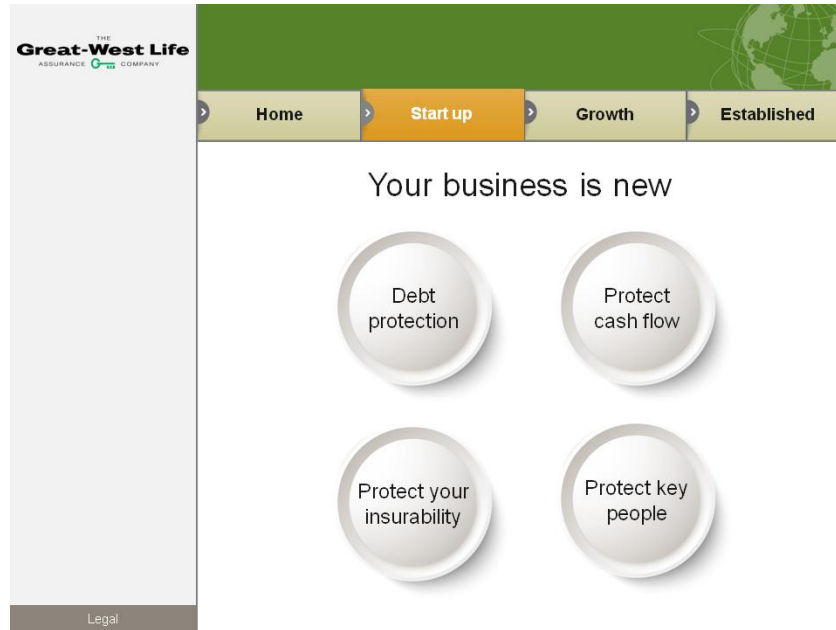 THE
Great-West Life
ASSURANCE COMPANY
Home
Start up
Growth
Established
Your business is new
Debt
protection
Protect
cash flow
Protect your
insurability
Protect key
people
Legal